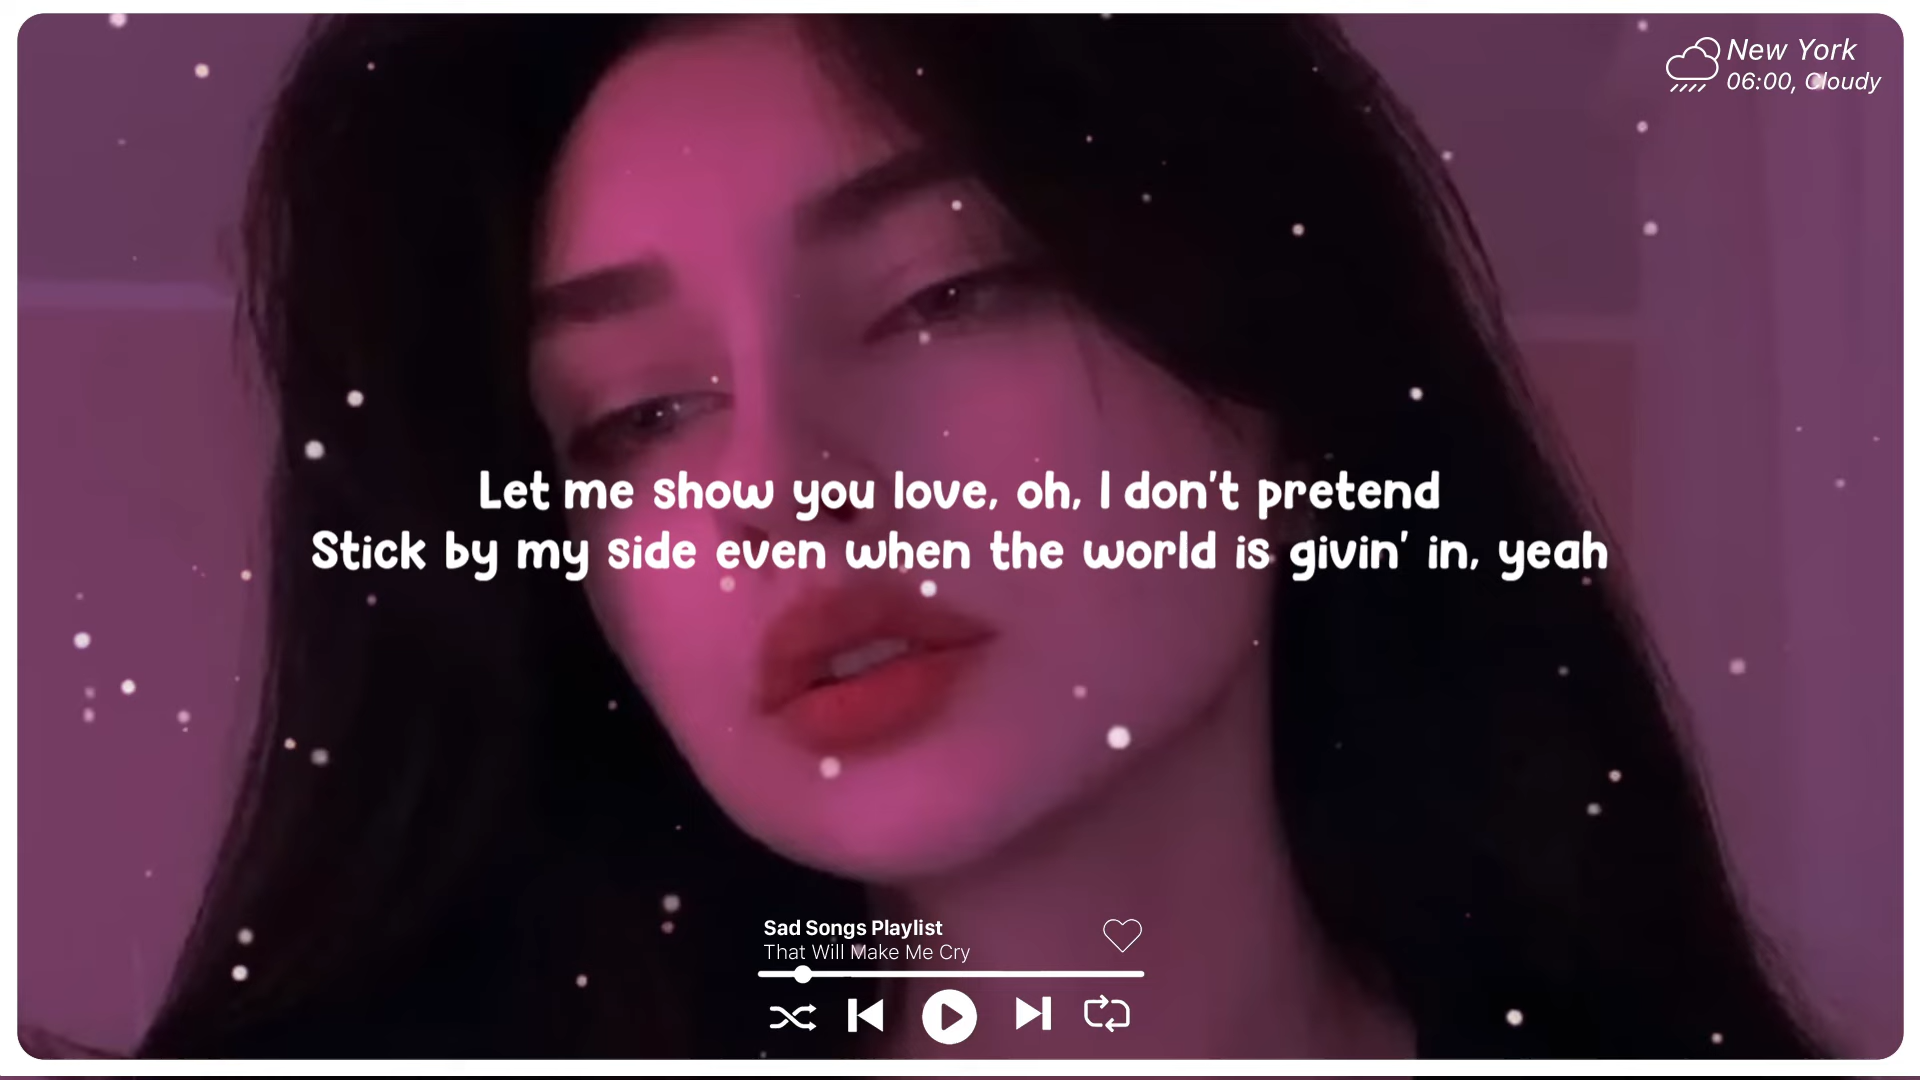 New York
06:00, Cloudy
Let me show you love, oh, I don't pretend
Stick by my side even when the world is givin' in, yeah
Sad Songs Playlist
That Will Make Me Cry